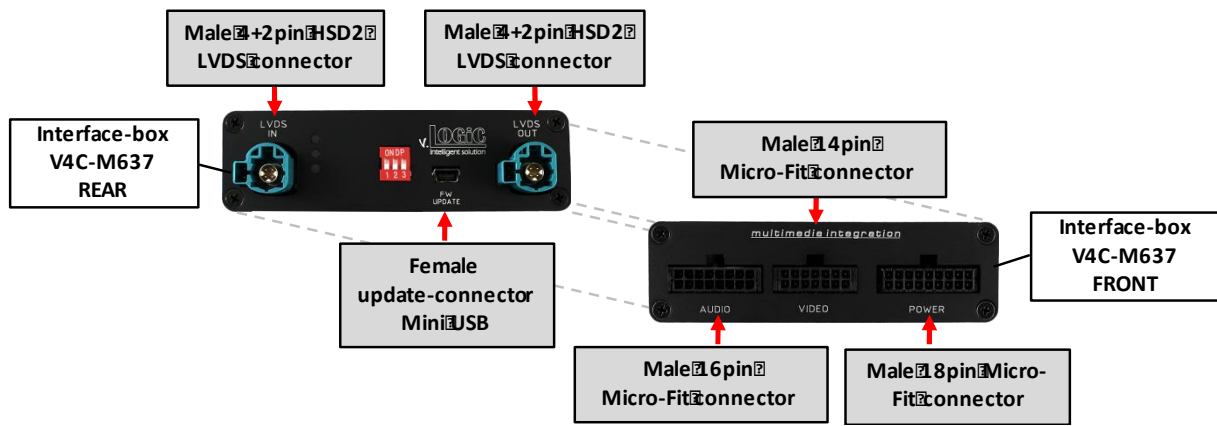 Male 4+2pin HSD2
LVDS connector
Male 4+2pin HSD2
LVDS connector
Interface-box
V4C-M637
REAR
LVDS
IN
ON DP
1 2 3
v.LOGiC
intelligent solution
LVDS
OUT
FW
UPDATE
Male 14pin
Micro-Fit connector
Female
update-connector
Mini USB
multimedia integration
AUDIO
VIDEO
POWER
Interface-box
V4C-M637
FRONT
Male 16pin
Micro-Fit connector
Male 18pin Micro-
Fit connector